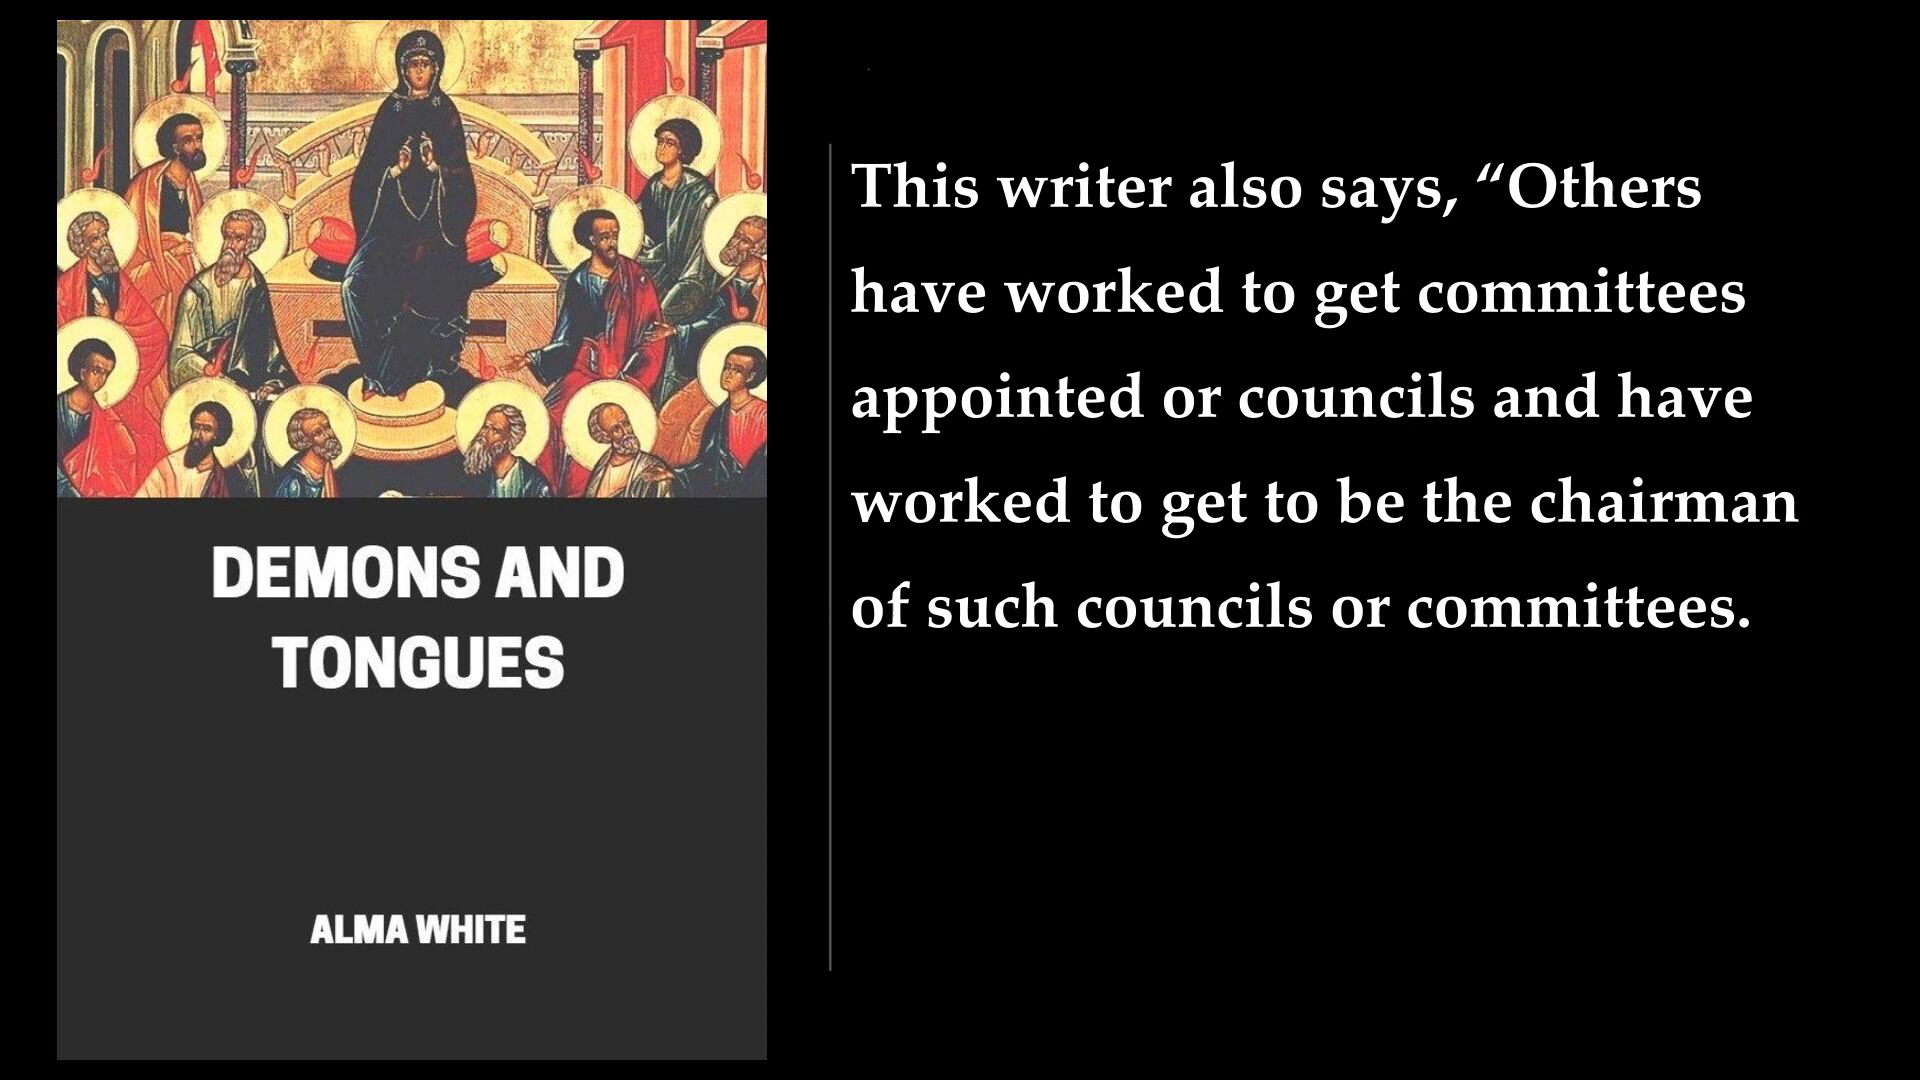 DEMONS AND
TONGUES
ALMA WHITE
This writer also says, “Others
have worked to get committees
appointed or councils and have
worked to get to be the chairman
of such councils or committees.